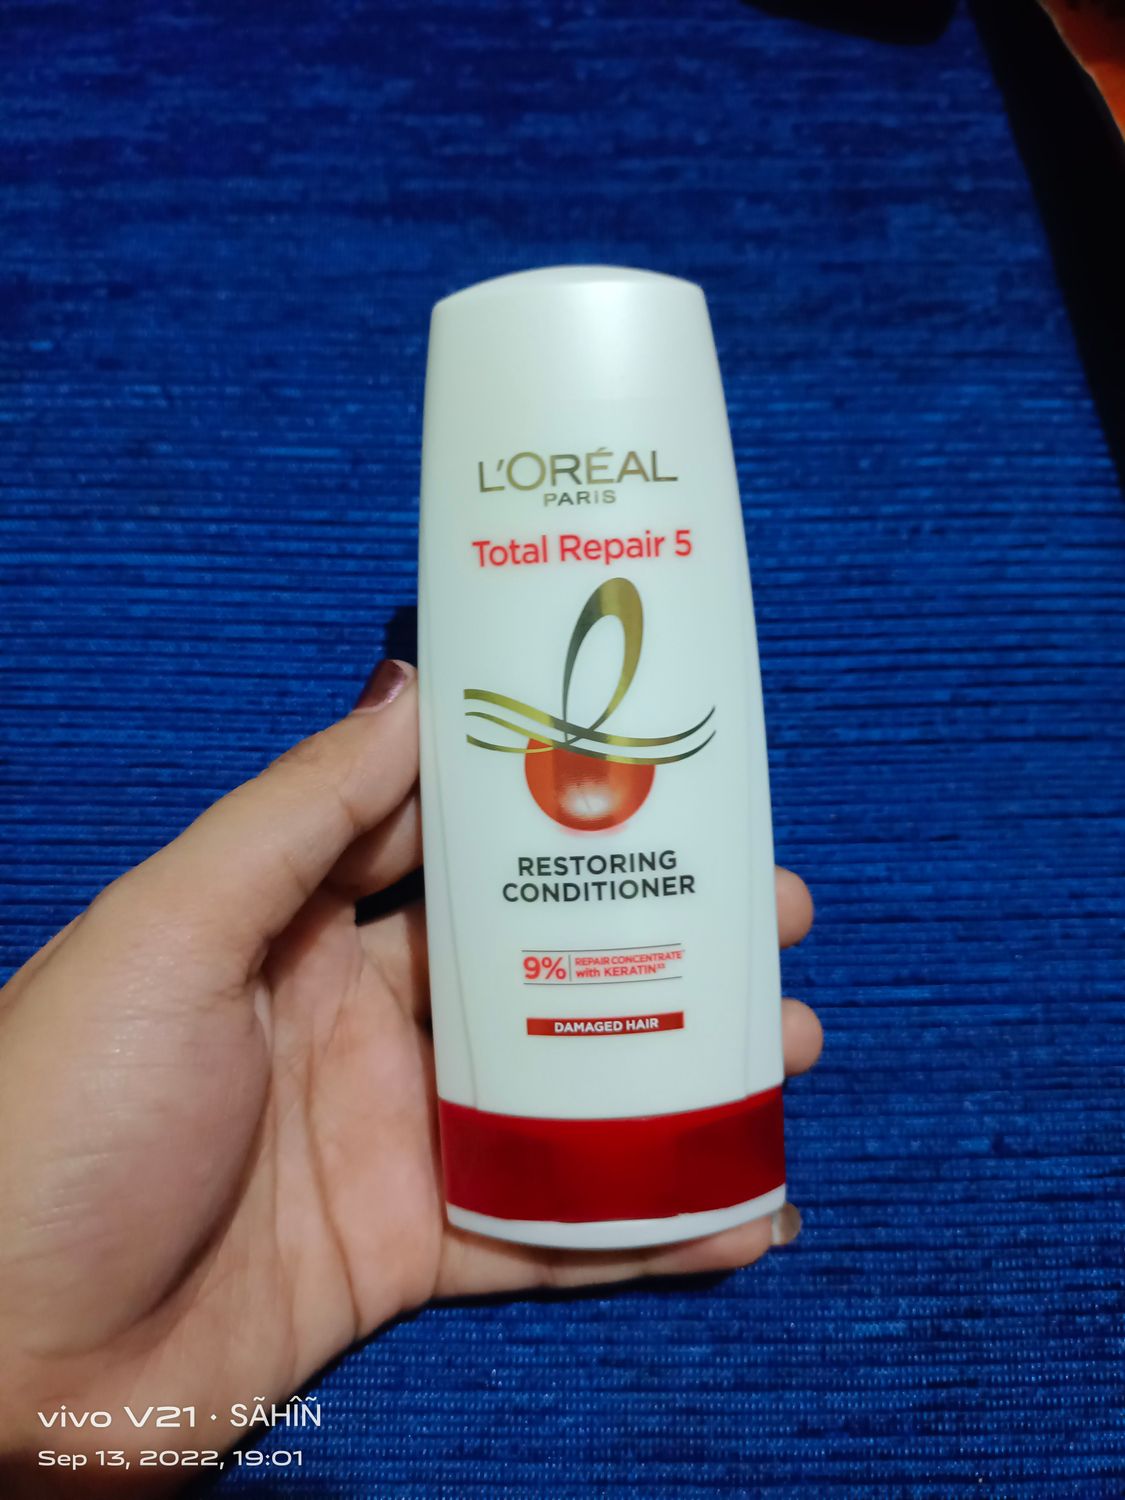 L'ORÉAL
PARIS
Total Repair 5
RESTORING
CONDITIONER
9% REPAIR CONCENTRATE
with KERATIN
DAMAGED HAIR
vivo V21 · SÃHÎÑ
Sep 13, 2022, 19:01